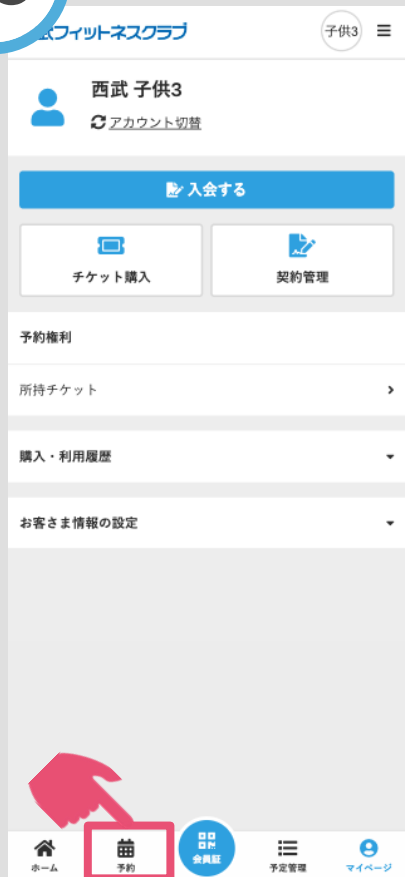 フィットネスクラブ
子供3
西武 子供3
アカウント切替
入会する
チケット購入
契約管理
予約権利
所持チケット
購入・利用履歴
お客さま情報の設定
ホーム
予約
会員証
予定管理
マイページ